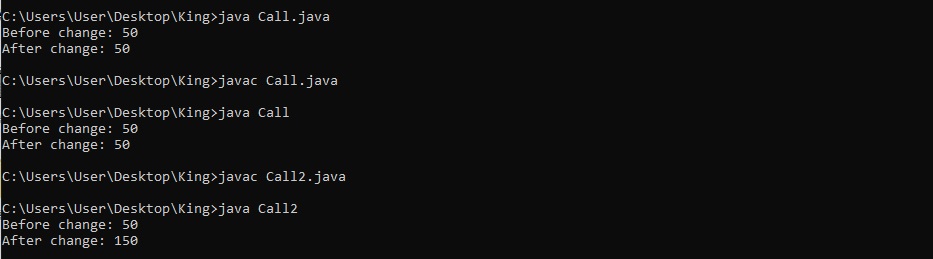 C:\Users\User\Desktop\King>java Call.java
Before change: 50
After change: 50
C:\Users\User\Desktop\King>javac Call.java
C:\Users\User\Desktop\King>java Call
Before change: 50
After change: 50
C:\Users\User\Desktop\King>javac Call2.java
C:\Users\User\Desktop\King>java Call2
Before change: 50
After change: 150